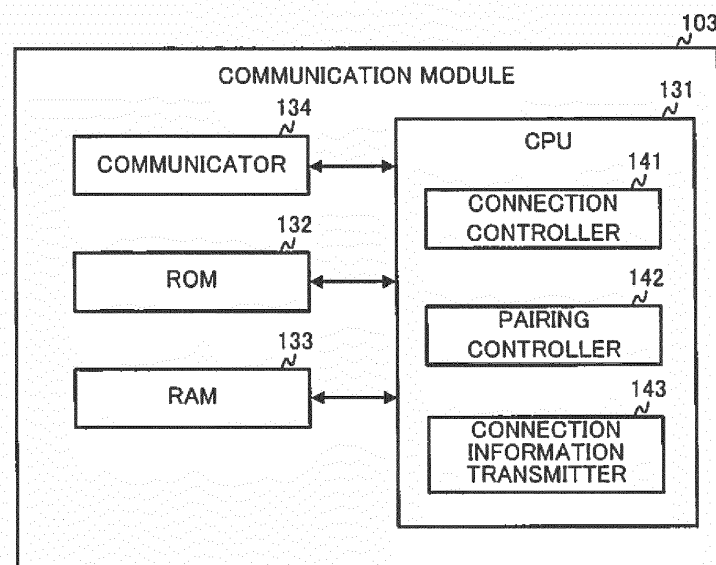 103
COMMUNICATION MODULE
134
COMMUNICATOR
132
ROM
133
RAM
131
CPU
141
CONNECTION
CONTROLLER
142
PAIRING
CONTROLLER
143
CONNECTION
INFORMATION
TRANSMITTER